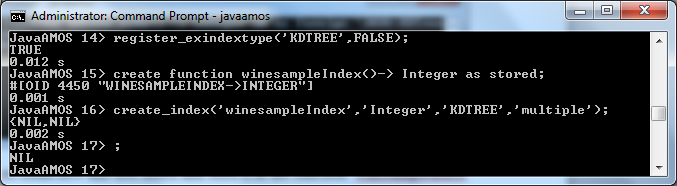 Administrator: Command Prompt - javaamos
JavaAMOS 14> register_exindextype('KDTREE',FALSE);
TRUE
0.012 s
JavaAMOS 15> create function winesampleIndex()-> Integer as stored;
#[OID 4450 "WINESAMPLEINDEX->INTEGER"]
0.001 s
JavaAMOS 16> create_index('winesampleIndex','Integer','KDTREE','multiple');
{NIL,NIL}
0.002 s
JavaAMOS 17> ;
NIL
JavaAMOS 17>